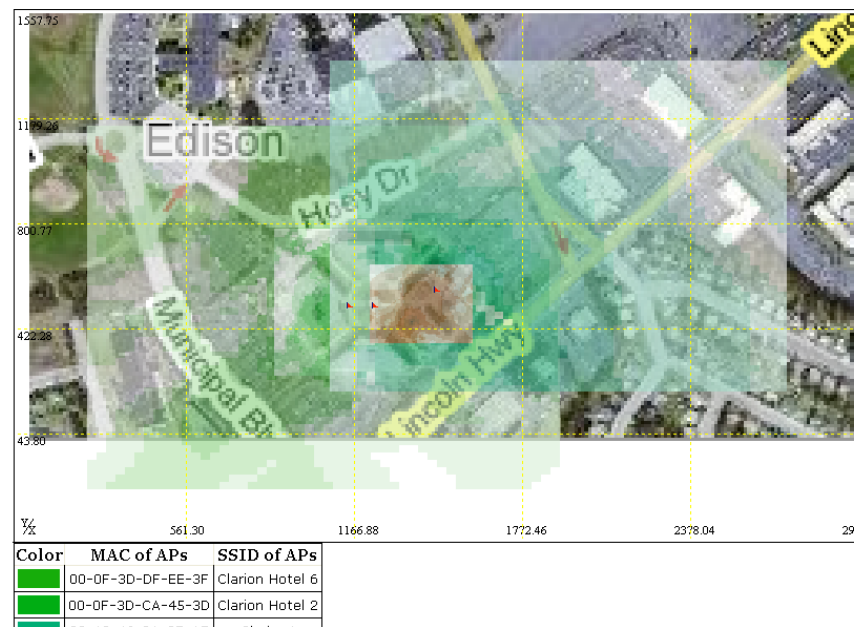 1557.75
Linc
1199.26
Edison
Hoey Dr
800.77
Municipal Bl
422.28
Lincoln Hwy
43.80
Y/
/X
561.30
1166.88
1772.46
2378.04
29
Color MAC of APs SSID of APs
00-0F-3D-DF-EE-3F Clarion Hotel 6
00-0F-3D-CA-45-3D Clarion Hotel 2